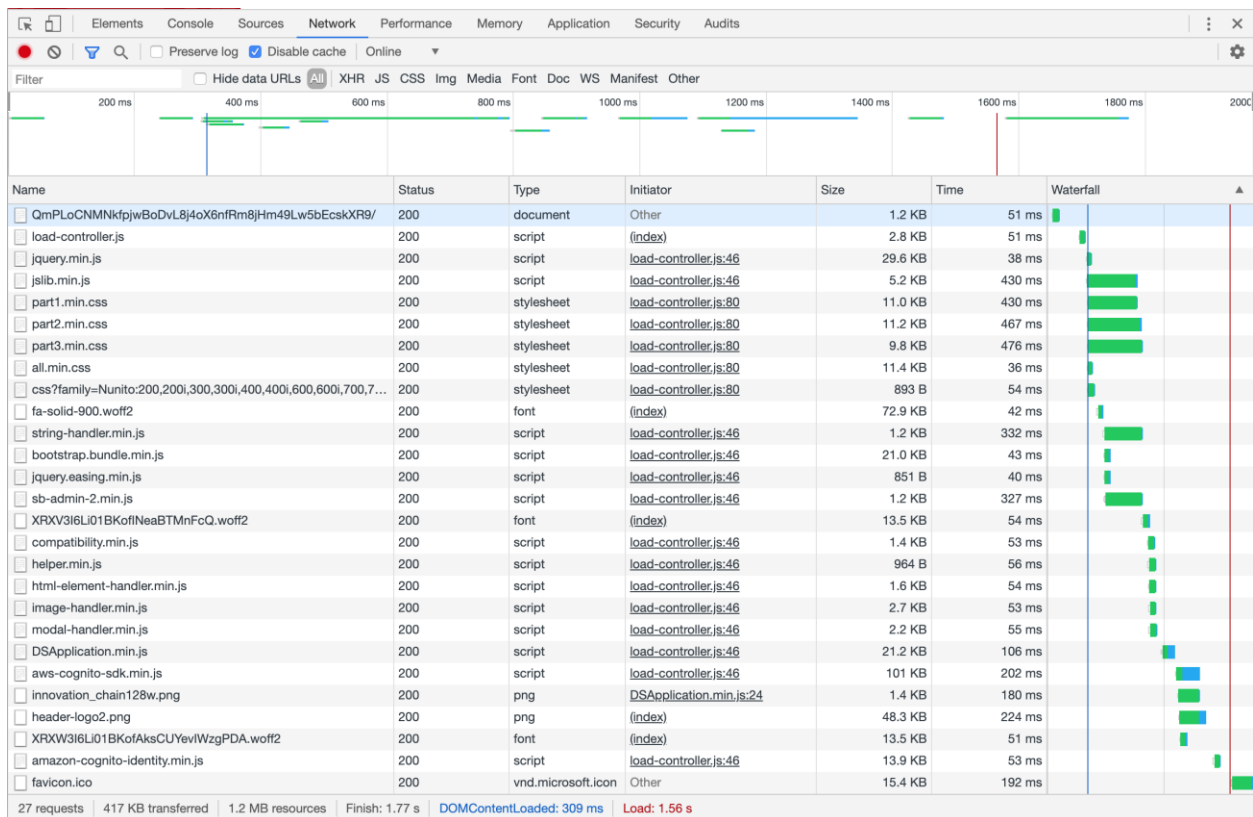 Elements Console Sources Network Performance Memory Application Security Audits
Preserve log Disable cache Online
Filter Hide data URLs All XHR JS CSS Img Media Font Doc WS Manifest Other
200 ms 400 ms 600 ms 800 ms 1000 ms 1200 ms 1400 ms 1600 ms 1800 ms 2000
Name Status Type Initiator Size Time Waterfall
QmPLoCNMNkfpjwBoDvL8j4oX6nfRm8jHm49Lw5bEcskXR9/ 200 document Other 1.2 KB 51 ms
load-controller.js 200 script (index) 2.8 KB 51 ms
jquery.min.js 200 script load-controller.js:46 29.6 KB 38 ms
jslib.min.js 200 script load-controller.js:46 5.2 KB 430 ms
part1.min.css 200 stylesheet load-controller.js:80 11.0 KB 430 ms
part2.min.css 200 stylesheet load-controller.js:80 11.2 KB 467 ms
part3.min.css 200 stylesheet load-controller.js:80 9.8 KB 476 ms
all.min.css 200 stylesheet load-controller.js:80 11.4 KB 36 ms
css?family=Nunito:200,200i,300,300i,400,400i,600,600i,700,7... 200 stylesheet load-controller.js:80 893 B 54 ms
fa-solid-900.woff2 200 font (index) 72.9 KB 42 ms
string-handler.min.js 200 script load-controller.js:46 1.2 KB 332 ms
bootstrap.bundle.min.js 200 script load-controller.js:46 21.0 KB 43 ms
jquery.easing.min.js 200 script load-controller.js:46 851 B 40 ms
sb-admin-2.min.js 200 script load-controller.js:46 1.2 KB 327 ms
XRXV3I6Li01BKofINeaBTMnFcQ.woff2 200 font (index) 13.5 KB 54 ms
compatibility.min.js 200 script load-controller.js:46 1.4 KB 53 ms
helper.min.js 200 script load-controller.js:46 964 B 56 ms
html-element-handler.min.js 200 script load-controller.js:46 1.6 KB 54 ms
image-handler.min.js 200 script load-controller.js:46 2.7 KB 53 ms
modal-handler.min.js 200 script load-controller.js:46 2.2 KB 55 ms
DSApplication.min.js 200 script load-controller.js:46 21.2 KB 106 ms
aws-cognito-sdk.min.js 200 script load-controller.js:46 101 KB 202 ms
innovation_chain128w.png 200 png DSApplication.min.js:24 1.4 KB 180 ms
header-logo2.png 200 png (index) 48.3 KB 224 ms
XRXW3I6Li01BKofAksCUYevIWzgPDA.woff2 200 font (index) 13.5 KB 51 ms
amazon-cognito-identity.min.js 200 script load-controller.js:46 13.9 KB 53 ms
favicon.ico 200 vnd.microsoft.icon Other 15.4 KB 192 ms
27 requests 417 KB transferred 1.2 MB resources Finish: 1.77 s DOMContentLoaded: 309 ms Load: 1.56 s